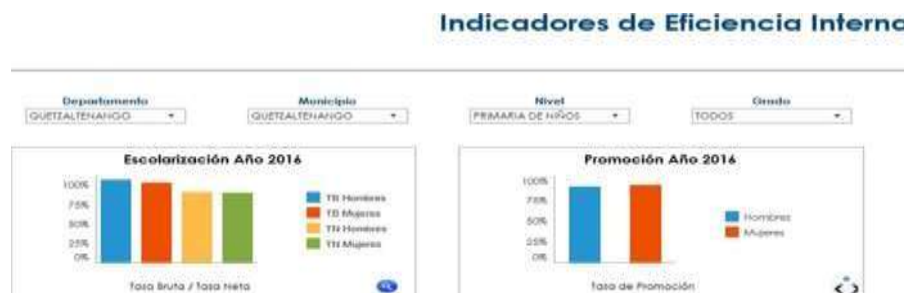 Indicadores de Eficiencia Interna
Departamento
Municipio
Nivel
Grado
QUETZALTENANGO
QUETZALTENANGO
PRIMARIA DE NIÑOS
TODOS
Escolarización Año 2016
100%
75%
50%
25%
0%
TB Hombres
TB Mujeres
TN Hombres
TN Mujeres
Tasa Bruta / Tasa Neta
Promoción Año 2016
100%
75%
50%
25%
0%
Hombres
Mujeres
Tasa de Promoción